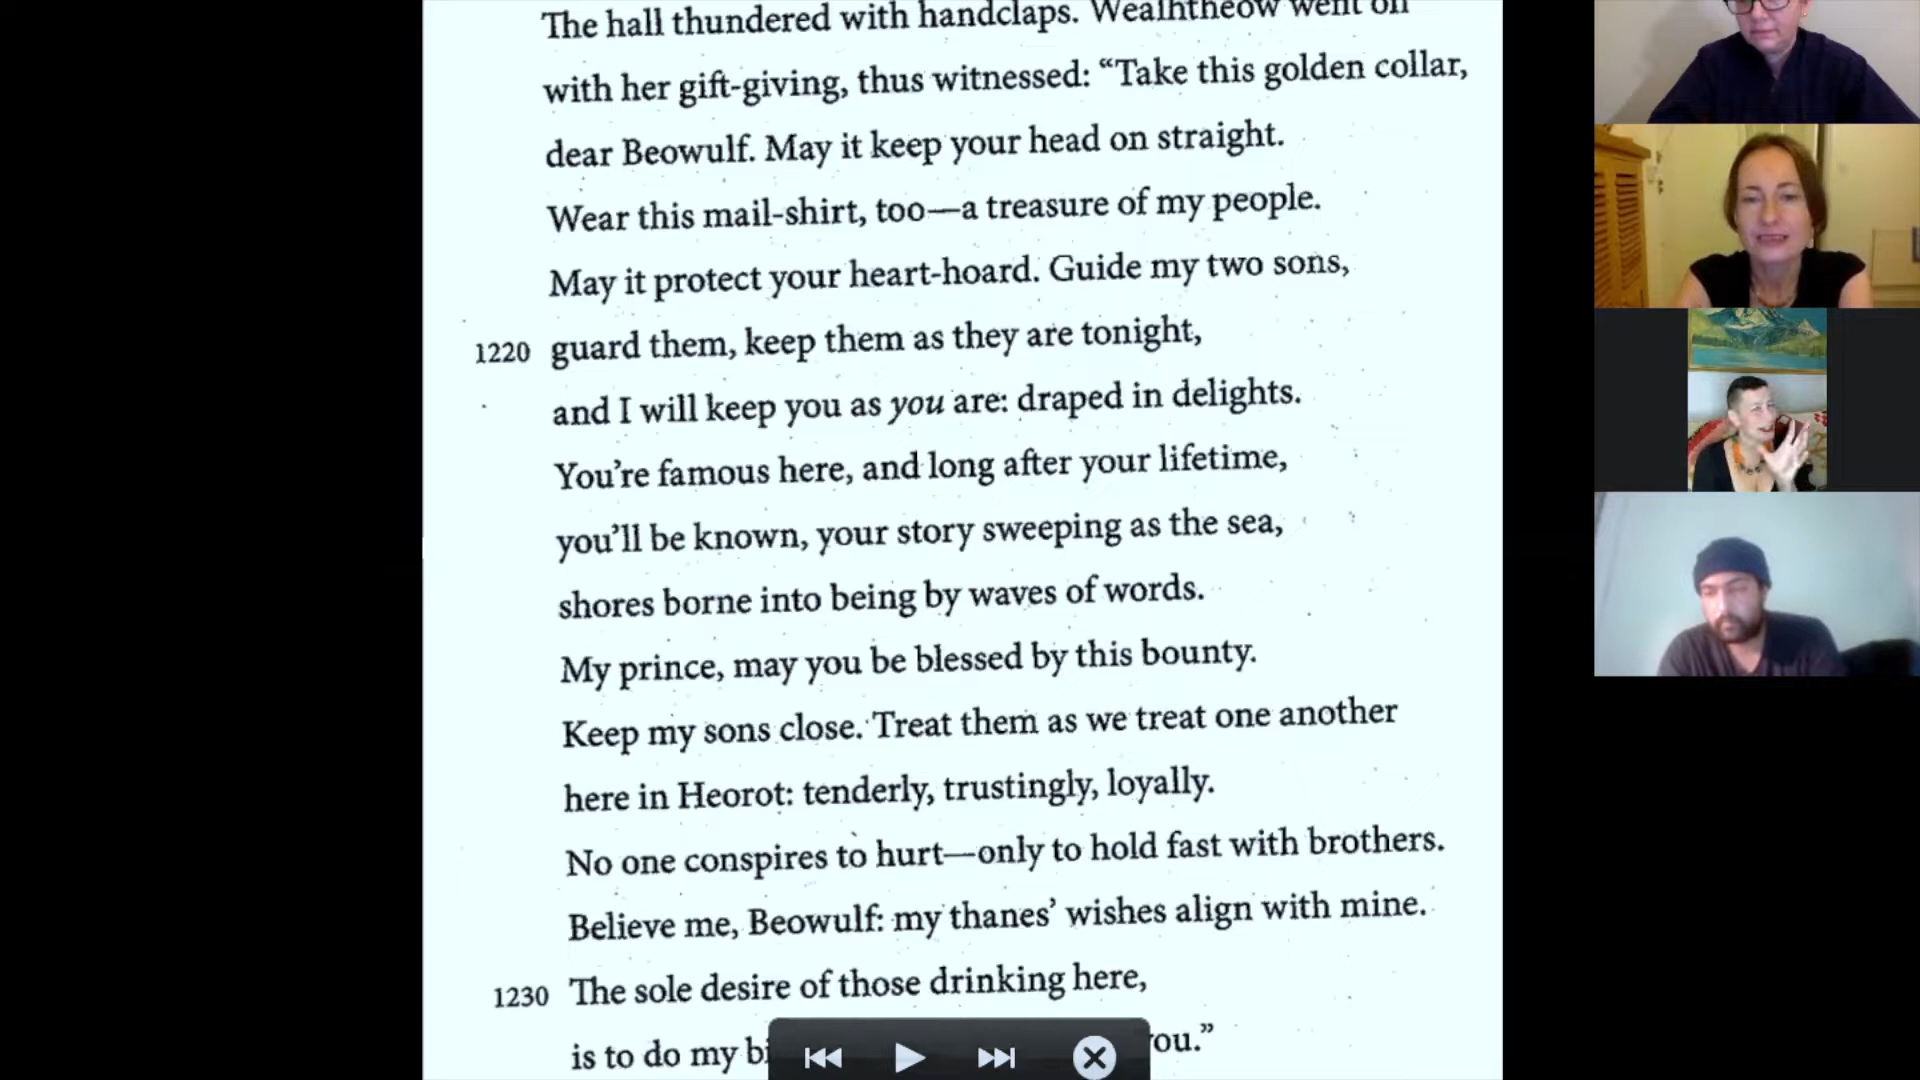 The hall thundered with handclaps. Wealhtheow went on
with her gift-giving, thus witnessed: “Take this golden collar,
dear Beowulf. May it keep your head on straight.
Wear this mail-shirt, too—a treasure of my people.
May it protect your heart-hoard. Guide my two sons,
1220 guard them, keep them as they are tonight,
and I will keep you as you are: draped in delights.
You’re famous here, and long after your lifetime,
you’ll be known, your story sweeping as the sea,
shores borne into being by waves of words.
My prince, may you be blessed by this bounty.
Keep my sons close. Treat them as we treat one another
here in Heorot: tenderly, trustingly, loyally.
No one conspires to hurt—only to hold fast with brothers.
Believe me, Beowulf: my thanes’ wishes align with mine.
1230 The sole desire of those drinking here,
is to do my